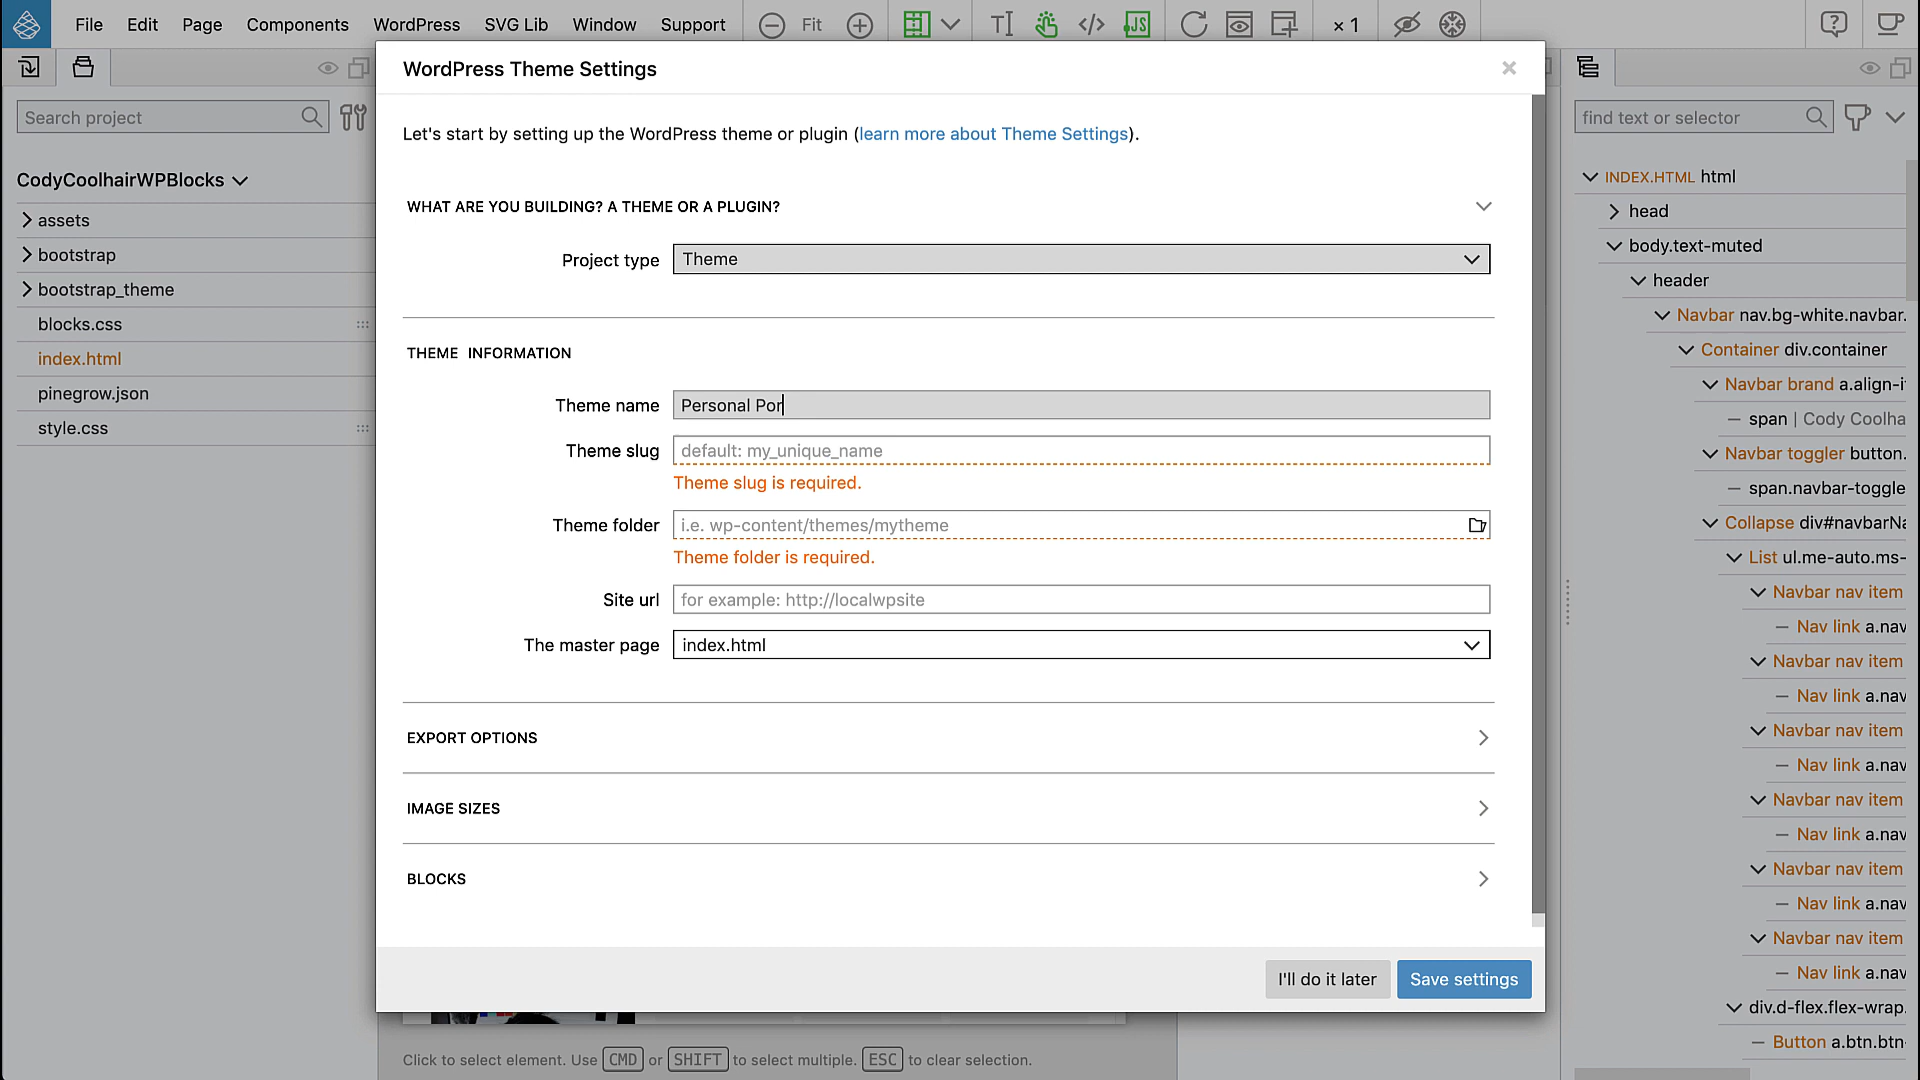 File Edit Page Components WordPress SVG Lib Window Support Fit JS × 1
WordPress Theme Settings
Search project
find text or selector
Let's start by setting up the WordPress theme or plugin (learn more about Theme Settings).
CodyCoolhairWPBlocks
assets
bootstrap
bootstrap_theme
blocks.css
index.html
pinegrow.json
style.css
WHAT ARE YOU BUILDING? A THEME OR A PLUGIN?
Project type Theme
THEME INFORMATION
Theme name Personal Por
Theme slug default: my_unique_name
Theme slug is required.
Theme folder i.e. wp-content/themes/mytheme
Theme folder is required.
Site url for example: http://localwpsite
The master page index.html
EXPORT OPTIONS
IMAGE SIZES
BLOCKS
I'll do it later Save settings
Click to select element. Use CMD or SHIFT to select multiple. ESC to clear selection.
INDEX.HTML html
head
body.text-muted
header
Navbar nav.bg-white.navbar.
Container div.container
Navbar brand a.align-i
span | Cody Coolha
Navbar toggler button.
span.navbar-toggle
Collapse div#navbarNa
List ul.me-auto.ms-
Navbar nav item
Nav link a.nav
Navbar nav item
Nav link a.nav
Navbar nav item
Nav link a.nav
Navbar nav item
Nav link a.nav
Navbar nav item
Nav link a.nav
Navbar nav item
Nav link a.nav
div.d-flex.flex-wrap.
Button a.btn.btn-